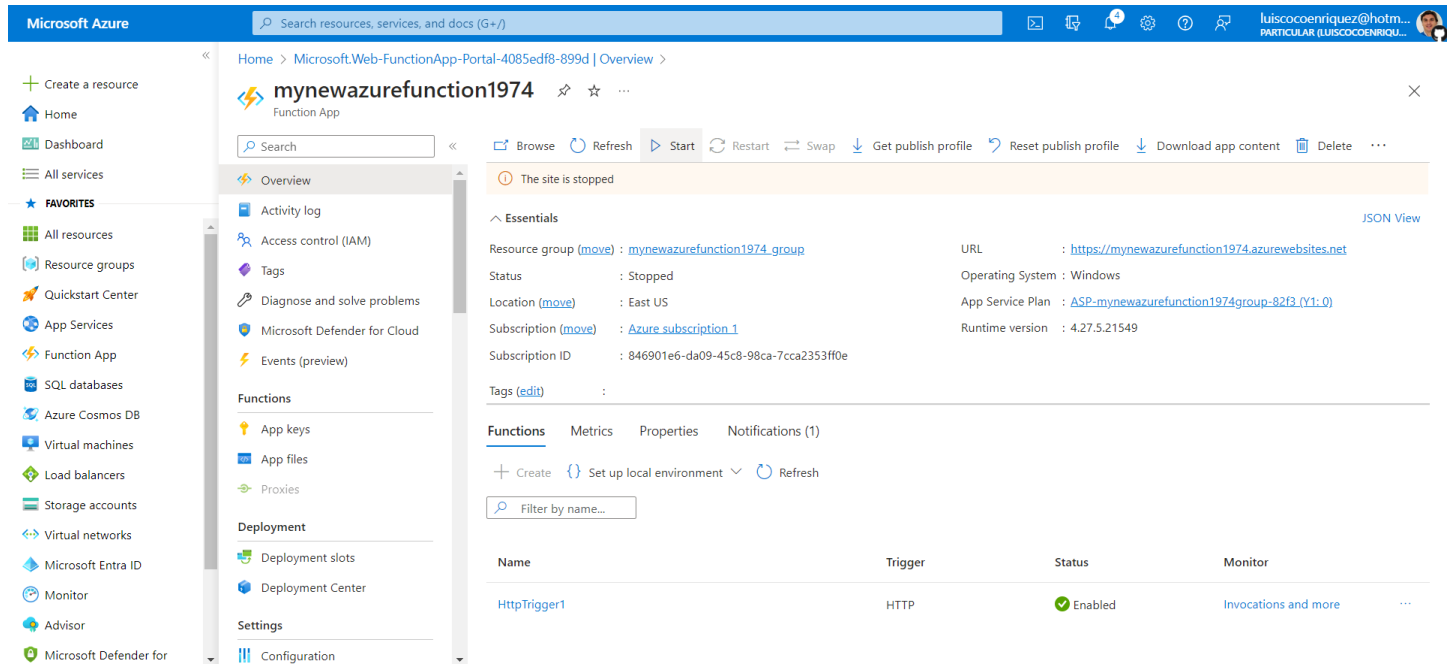 Microsoft Azure
Search resources, services, and docs (G+/)
4
luiscocoenriquez@hotm...
PARTICULAR (LUISCOCOENRIQU...
Create a resource
Home
Dashboard
All services
FAVORITES
All resources
Resource groups
Quickstart Center
App Services
Function App
SQL databases
Azure Cosmos DB
Virtual machines
Load balancers
Storage accounts
Virtual networks
Microsoft Entra ID
Monitor
Advisor
Microsoft Defender for
Home > Microsoft.Web-FunctionApp-Portal-4085edf8-899d | Overview >
mynewazurefunction1974
Function App
Search
Overview
Activity log
Access control (IAM)
Tags
Diagnose and solve problems
Microsoft Defender for Cloud
Events (preview)
Functions
App keys
App files
Proxies
Deployment
Deployment slots
Deployment Center
Settings
Configuration
Browse Refresh Start Restart Swap Get publish profile Reset publish profile Download app content Delete ...
The site is stopped
Essentials JSON View
Resource group (move) : mynewazurefunction1974_group
Status : Stopped
Location (move) : East US
Subscription (move) : Azure subscription 1
Subscription ID : 846901e6-da09-45c8-98ca-7cca2353ff0e
URL : https://mynewazurefunction1974.azurewebsites.net
Operating System : Windows
App Service Plan : ASP-mynewazurefunction1974group-82f3 (Y1: 0)
Runtime version : 4.27.5.21549
Tags (edit) :
Functions Metrics Properties Notifications (1)
Create Set up local environment Refresh
Filter by name...
Name Trigger Status Monitor
HttpTrigger1 HTTP Enabled Invocations and more ...